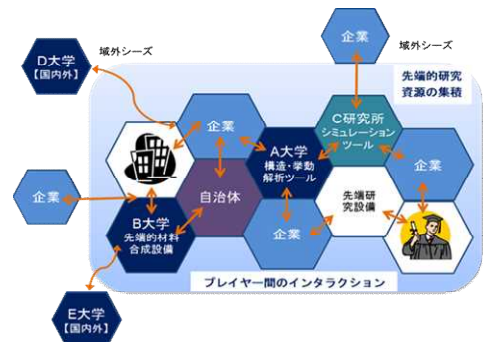 企業
域外シーズ
域外シーズ
D大学
【国内外】
先端的研究
資源の集積
企業
C研究所
シミュレーション
ツール
A大学
構造・挙動
解析ツール
企業
自治体
先端研
究設備
企業
B大学
先端的材料
合成設備
企業
プレイヤー間のインタラクション
E大学
【国内外】